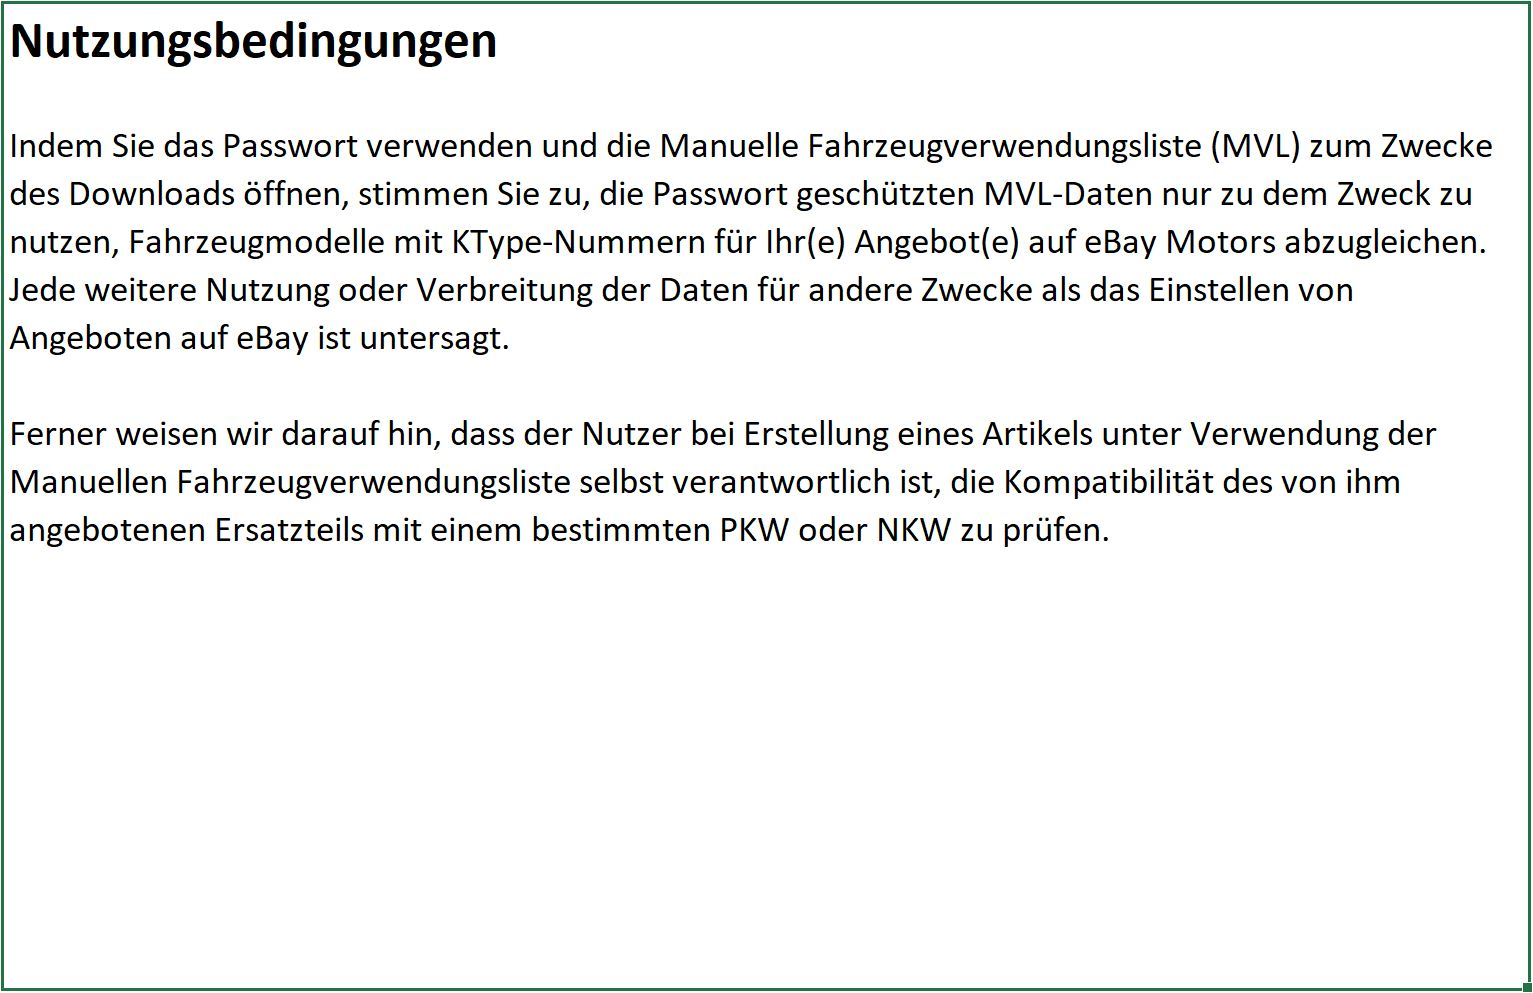 Nutzungsbedingungen
Indem Sie das Passwort verwenden und die Manuelle Fahrzeugverwendungsliste (MVL) zum Zwecke
des Downloads öffnen, stimmen Sie zu, die Passwort geschützten MVL-Daten nur zu dem Zweck zu
nutzen, Fahrzeugmodelle mit KType-Nummern für Ihr(e) Angebot(e) auf eBay Motors abzugleichen.
Jede weitere Nutzung oder Verbreitung der Daten für andere Zwecke als das Einstellen von
Angeboten auf eBay ist untersagt.
Ferner weisen wir darauf hin, dass der Nutzer bei Erstellung eines Artikels unter Verwendung der
Manuellen Fahrzeugverwendungsliste selbst verantwortlich ist, die Kompatibilität des von ihm
angebotenen Ersatzteils mit einem bestimmten PKW oder NKW zu prüfen.